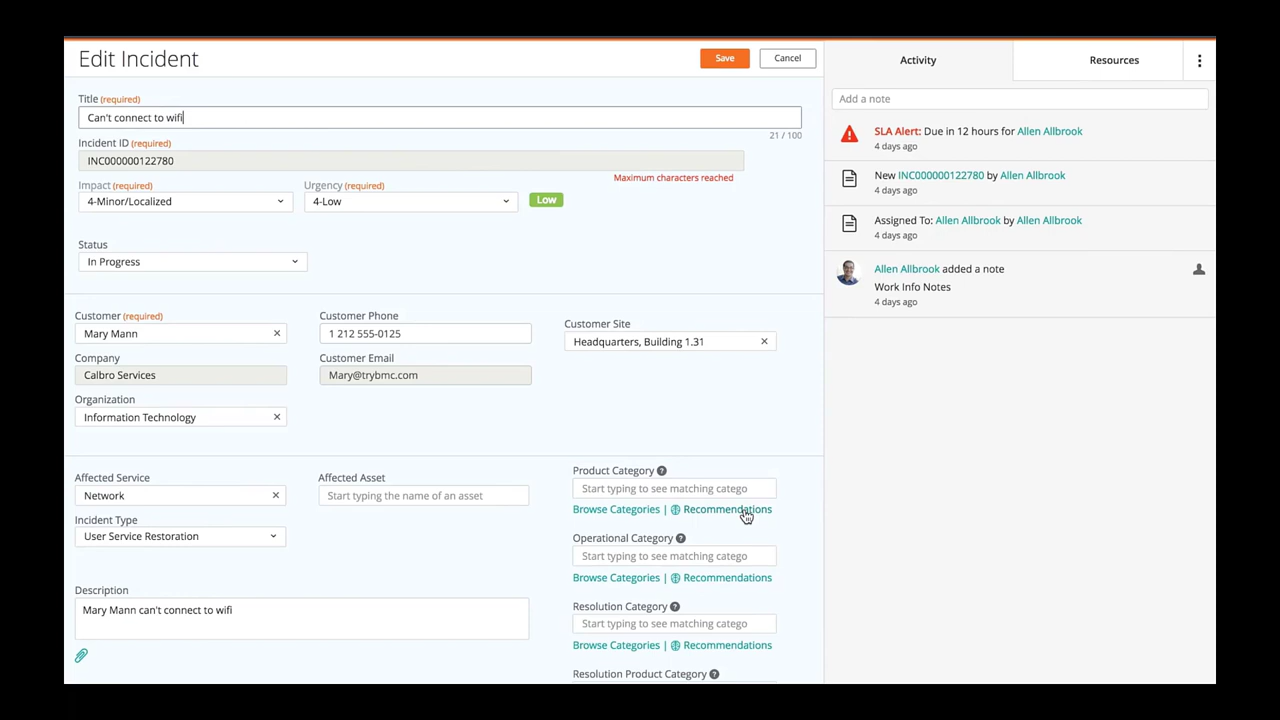 Edit Incident
Save
Cancel
Title (required)
Can't connect to wifi
21 / 100
Incident ID (required)
INC000000122780
Maximum characters reached
Impact (required)
Urgency (required)
4-Minor/Localized
4-Low
Low
Status
In Progress
Customer (required)
Mary Mann
Customer Phone
1 212 555-0125
Customer Site
Headquarters, Building 1.31
Company
Calbro Services
Customer Email
Mary@trybmc.com
Organization
Information Technology
Affected Service
Network
Affected Asset
Start typing the name of an asset
Incident Type
User Service Restoration
Description
Mary Mann can't connect to wifi
Product Category
Start typing to see matching catego
Browse Categories | Recommendations
Operational Category
Start typing to see matching catego
Browse Categories | Recommendations
Resolution Category
Start typing to see matching catego
Browse Categories | Recommendations
Resolution Product Category
Activity
Resources
Add a note
SLA Alert: Due in 12 hours for Allen Allbrook
4 days ago
New INC000000122780 by Allen Allbrook
4 days ago
Assigned To: Allen Allbrook by Allen Allbrook
4 days ago
Allen Allbrook added a note
Work Info Notes
4 days ago